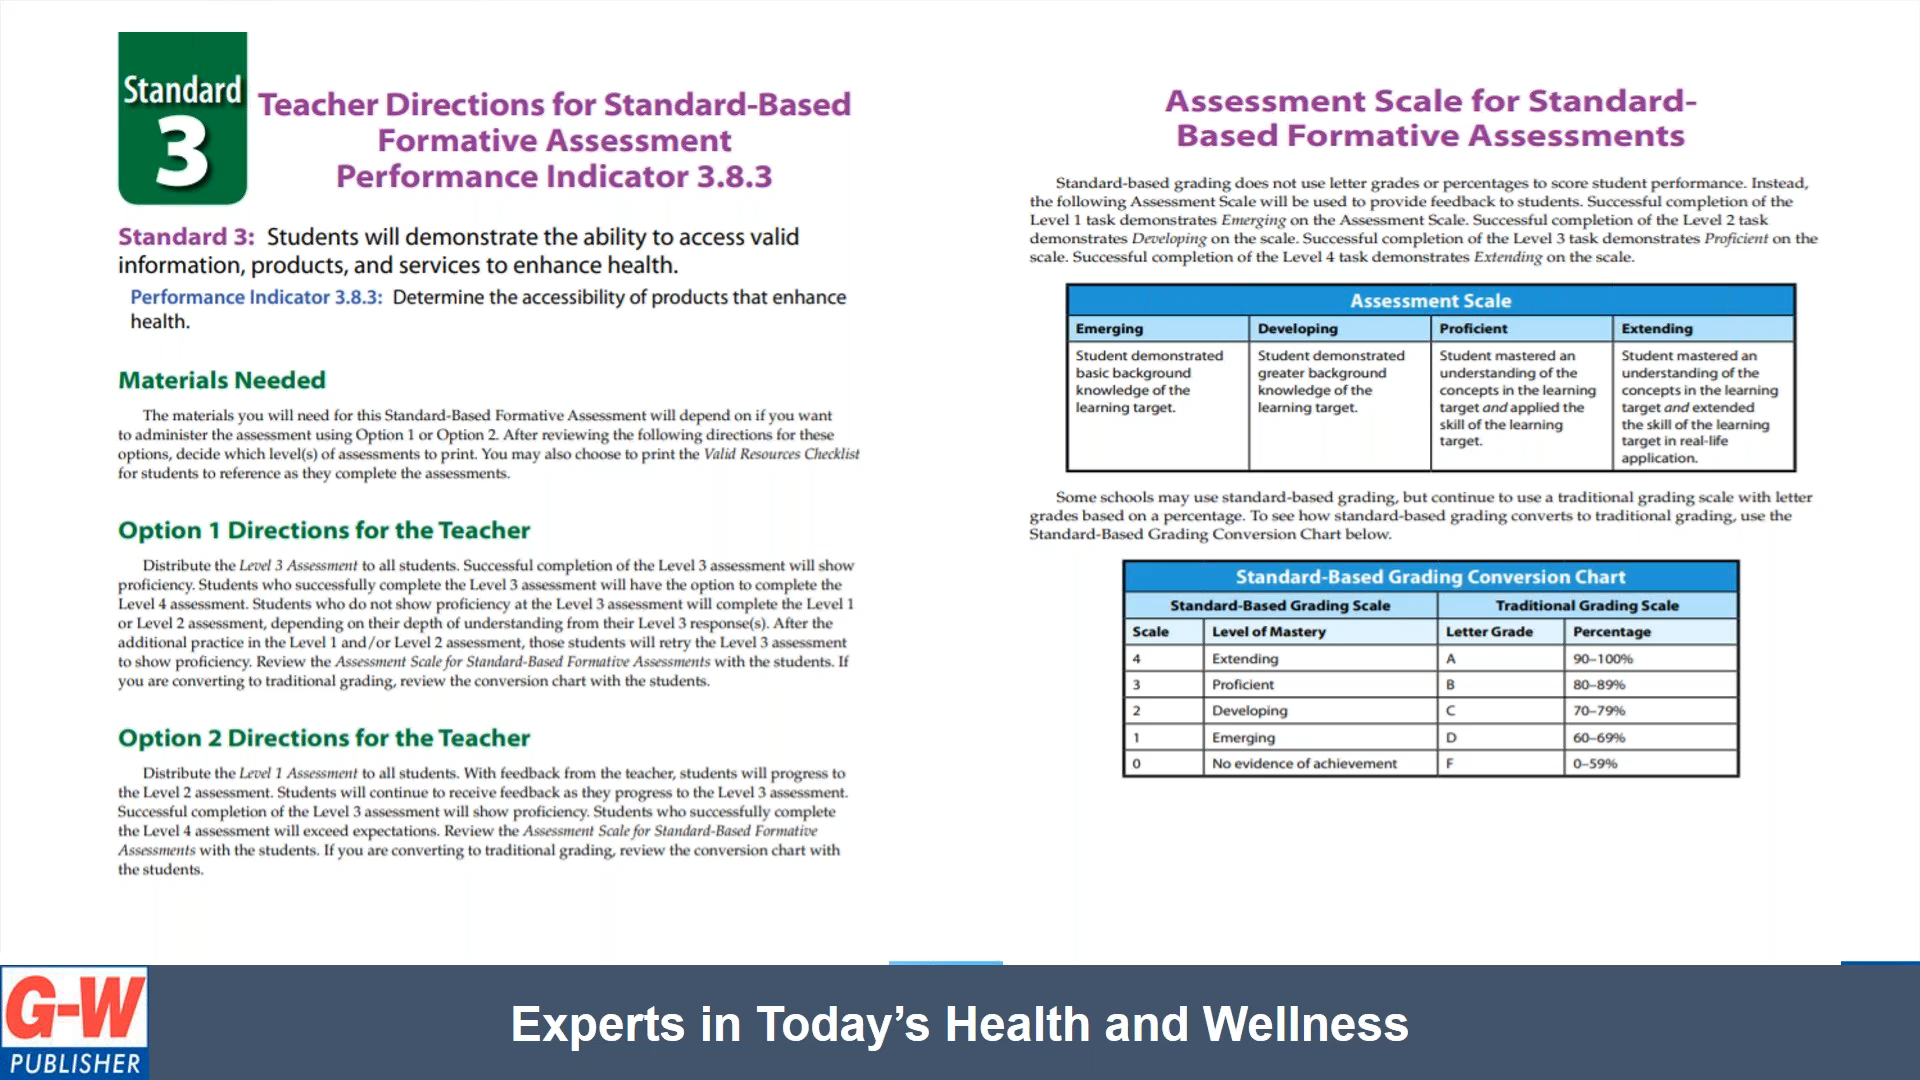 Standard
3
Teacher Directions for Standard-Based
Formative Assessment
Performance Indicator 3.8.3
Standard 3: Students will demonstrate the ability to access valid
information, products, and services to enhance health.
Performance Indicator 3.8.3: Determine the accessibility of products that enhance
health.
Materials Needed
The materials you will need for this Standard-Based Formative Assessment will depend on if you want
to administer the assessment using Option 1 or Option 2. After reviewing the following directions for these
options, decide which level(s) of assessments to print. You may also choose to print the Valid Resources Checklist
for students to reference as they complete the assessments.
Option 1 Directions for the Teacher
Distribute the Level 3 Assessment to all students. Successful completion of the Level 3 assessment will show
proficiency. Students who successfully complete the Level 3 assessment will have the option to complete the
Level 4 assessment. Students who do not show proficiency at the Level 3 assessment will complete the Level 1
or Level 2 assessment, depending on their depth of understanding from their Level 3 response(s). After the
additional practice in the Level 1 and/or Level 2 assessment, those students will retry the Level 3 assessment
to show proficiency. Review the Assessment Scale for Standard-Based Formative Assessments with the students. If
you are converting to traditional grading, review the conversion chart with the students.
Option 2 Directions for the Teacher
Distribute the Level 1 Assessment to all students. With feedback from the teacher, students will progress to
the Level 2 assessment. Students will continue to receive feedback as they progress to the Level 3 assessment.
Successful completion of the Level 3 assessment will show proficiency. Students who successfully complete
the Level 4 assessment will exceed expectations. Review the Assessment Scale for Standard-Based Formative
Assessments with the students. If you are converting to traditional grading, review the conversion chart with
the students.
Assessment Scale for Standard-
Based Formative Assessments
Standard-based grading does not use letter grades or percentages to score student performance. Instead,
the following Assessment Scale will be used to provide feedback to students. Successful completion of the
Level 1 task demonstrates Emerging on the Assessment Scale. Successful completion of the Level 2 task
demonstrates Developing on the scale. Successful completion of the Level 3 task demonstrates Proficient on the
scale. Successful completion of the Level 4 task demonstrates Extending on the scale.
Assessment Scale
Emerging Developing Proficient Extending
Student demonstrated
basic background
knowledge of the
learning target.
Student demonstrated
greater background
knowledge of the
learning target.
Student mastered an
understanding of the
concepts in the learning
target and applied the
skill of the learning
target.
Student mastered an
understanding of the
concepts in the learning
target and extended
the skill of the learning
target in real-life
application.
Some schools may use standard-based grading, but continue to use a traditional grading scale with letter
grades based on a percentage. To see how standard-based grading converts to traditional grading, use the
Standard-Based Grading Conversion Chart below.
Standard-Based Grading Conversion Chart
Standard-Based Grading Scale Traditional Grading Scale
Scale Level of Mastery Letter Grade Percentage
4 Extending A 90–100%
3 Proficient B 80–89%
2 Developing C 70–79%
1 Emerging D 60–69%
0 No evidence of achievement F 0–59%
G-W
PUBLISHER
Experts in Today’s Health and Wellness